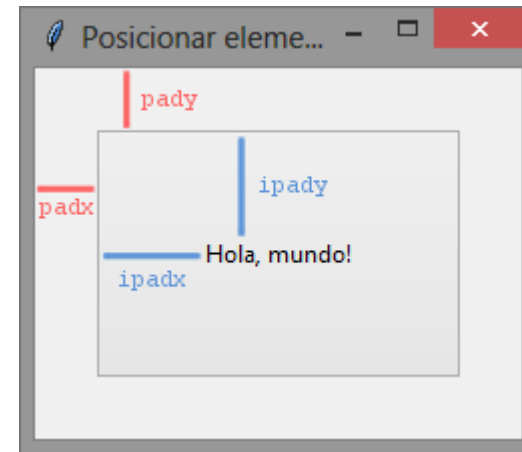 Posicionar eleme...
pady
ipady
padx
Hola, mundo!
ipadx